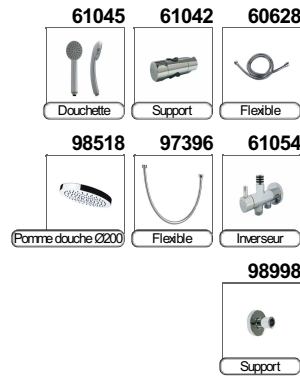 61045 61042 60628
Douchette Support Flexible
98518 97396 61054
Pomme douche Ø200 Flexible Inverseur
98998
Support